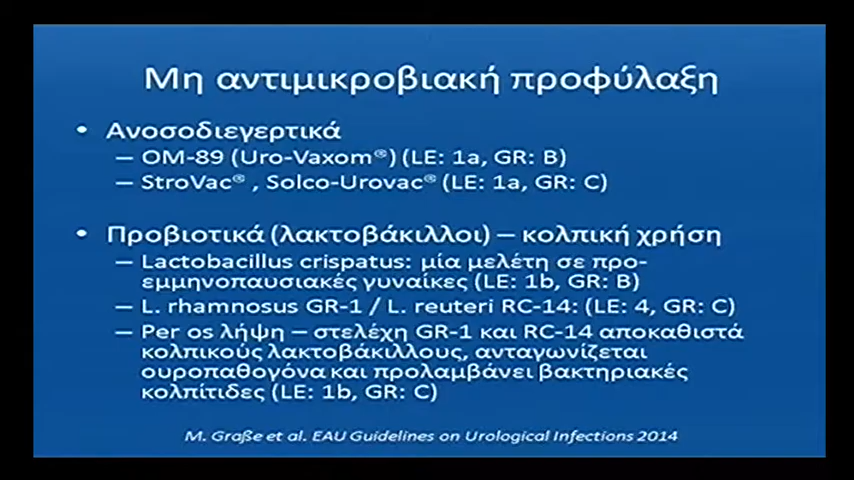 Μη αντιμικροβιακή προφύλαξη
• Ανοσοδιεγερτικά
– OM-89 (Uro-Vaxom®) (LE: 1a, GR: B)
– StroVac® , Solco-Urovac® (LE: 1a, GR: C)
• Προβιοτικά (λακτοβάκιλλοι) – κολπική χρήση
– Lactobacillus crispatus: μία μελέτη σε προ-
εμμηνοπαυσιακές γυναίκες (LE: 1b, GR: B)
– L. rhamnosus GR-1 / L. reuteri RC-14: (LE: 4, GR: C)
– Per os λήψη – στελέχη GR-1 και RC-14 αποκαθιστά
κολπικούς λακτοβάκιλλους, ανταγωνίζεται
ουροπαθογόνα και προλαμβάνει βακτηριακές
κολπίτιδες (LE: 1b, GR: C)
M. Graße et al. EAU Guidelines on Urological Infections 2014